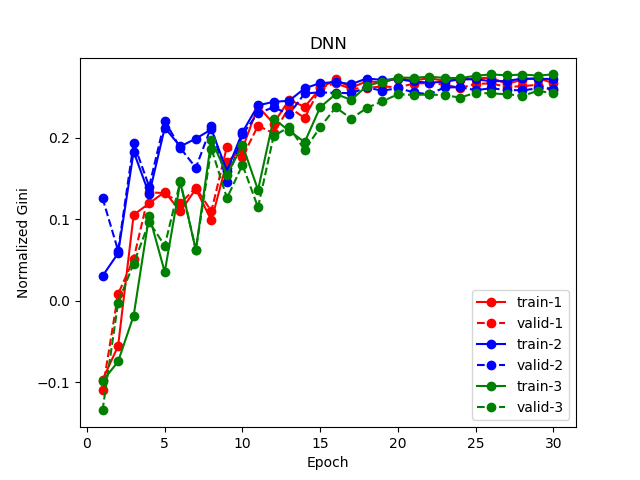 DNN
Normalized Gini
0.2
0.1
0.0
−0.1
0
5
10
15
20
25
30
Epoch
train-1
valid-1
train-2
valid-2
train-3
valid-3